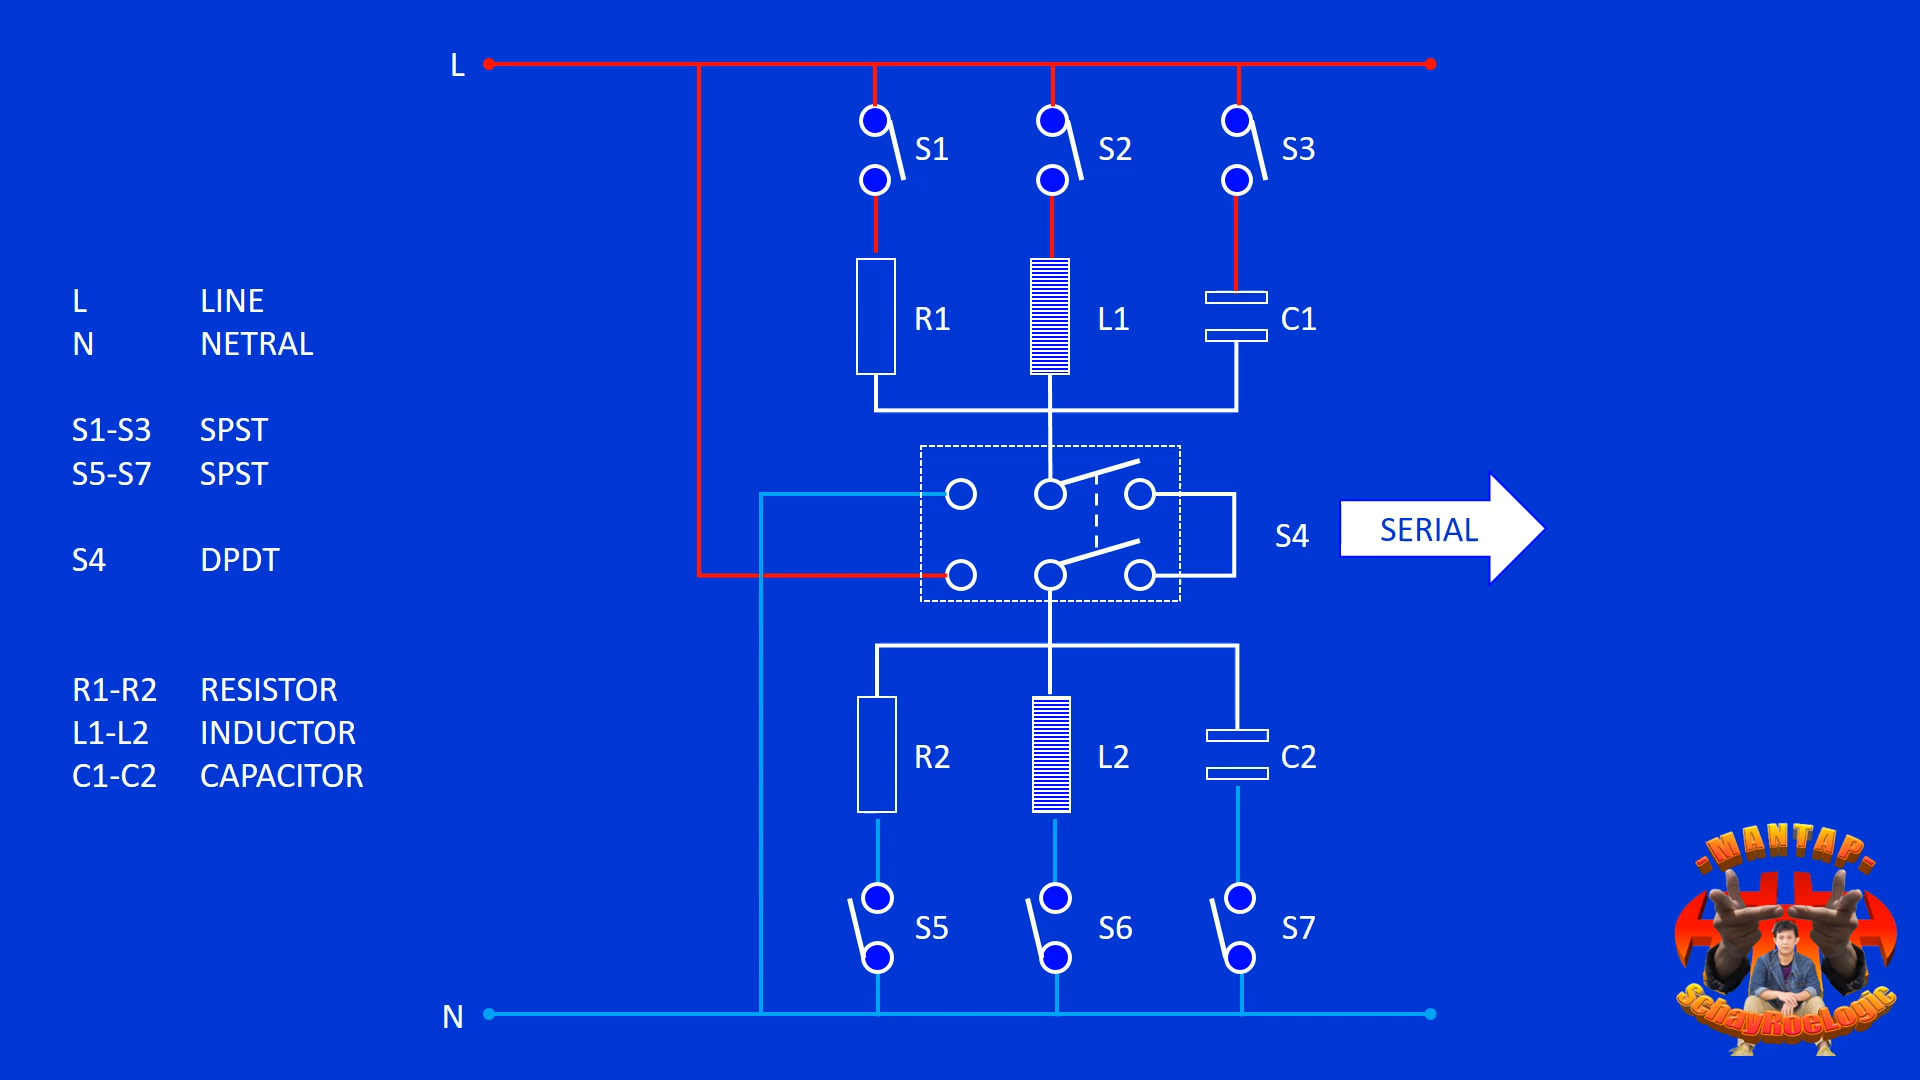 L
S1 S2 S3
L LINE
N NETRAL
R1 L1 C1
S1-S3 SPST
S5-S7 SPST
S4 DPDT
S4
SERIAL
R1-R2 RESISTOR
L1-L2 INDUCTOR
C1-C2 CAPACITOR
R2 L2 C2
S5 S6 S7
N
-MANTAP-
SchayRoeLogic